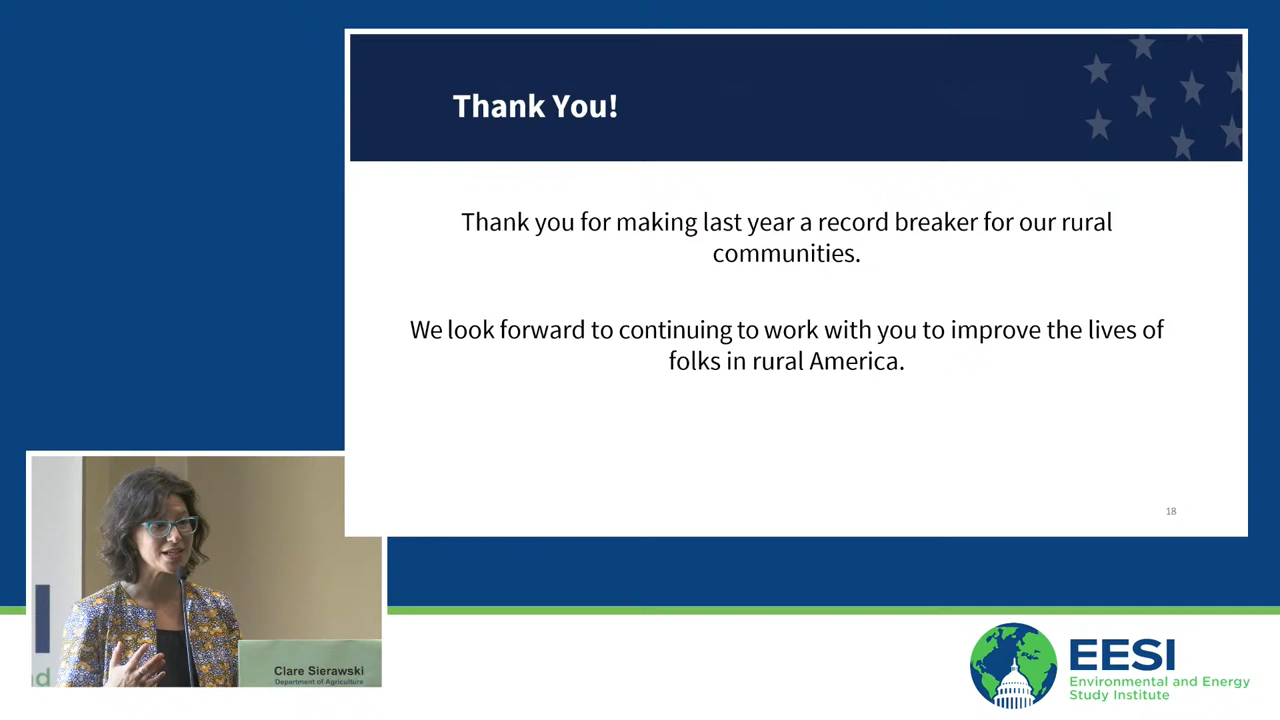 Thank You!
Thank you for making last year a record breaker for our rural
communities.
We look forward to continuing to work with you to improve the lives of
folks in rural America.
18
nd
Clare Sierawski
Department of Agriculture
EESI
Environmental and Energy
Study Institute